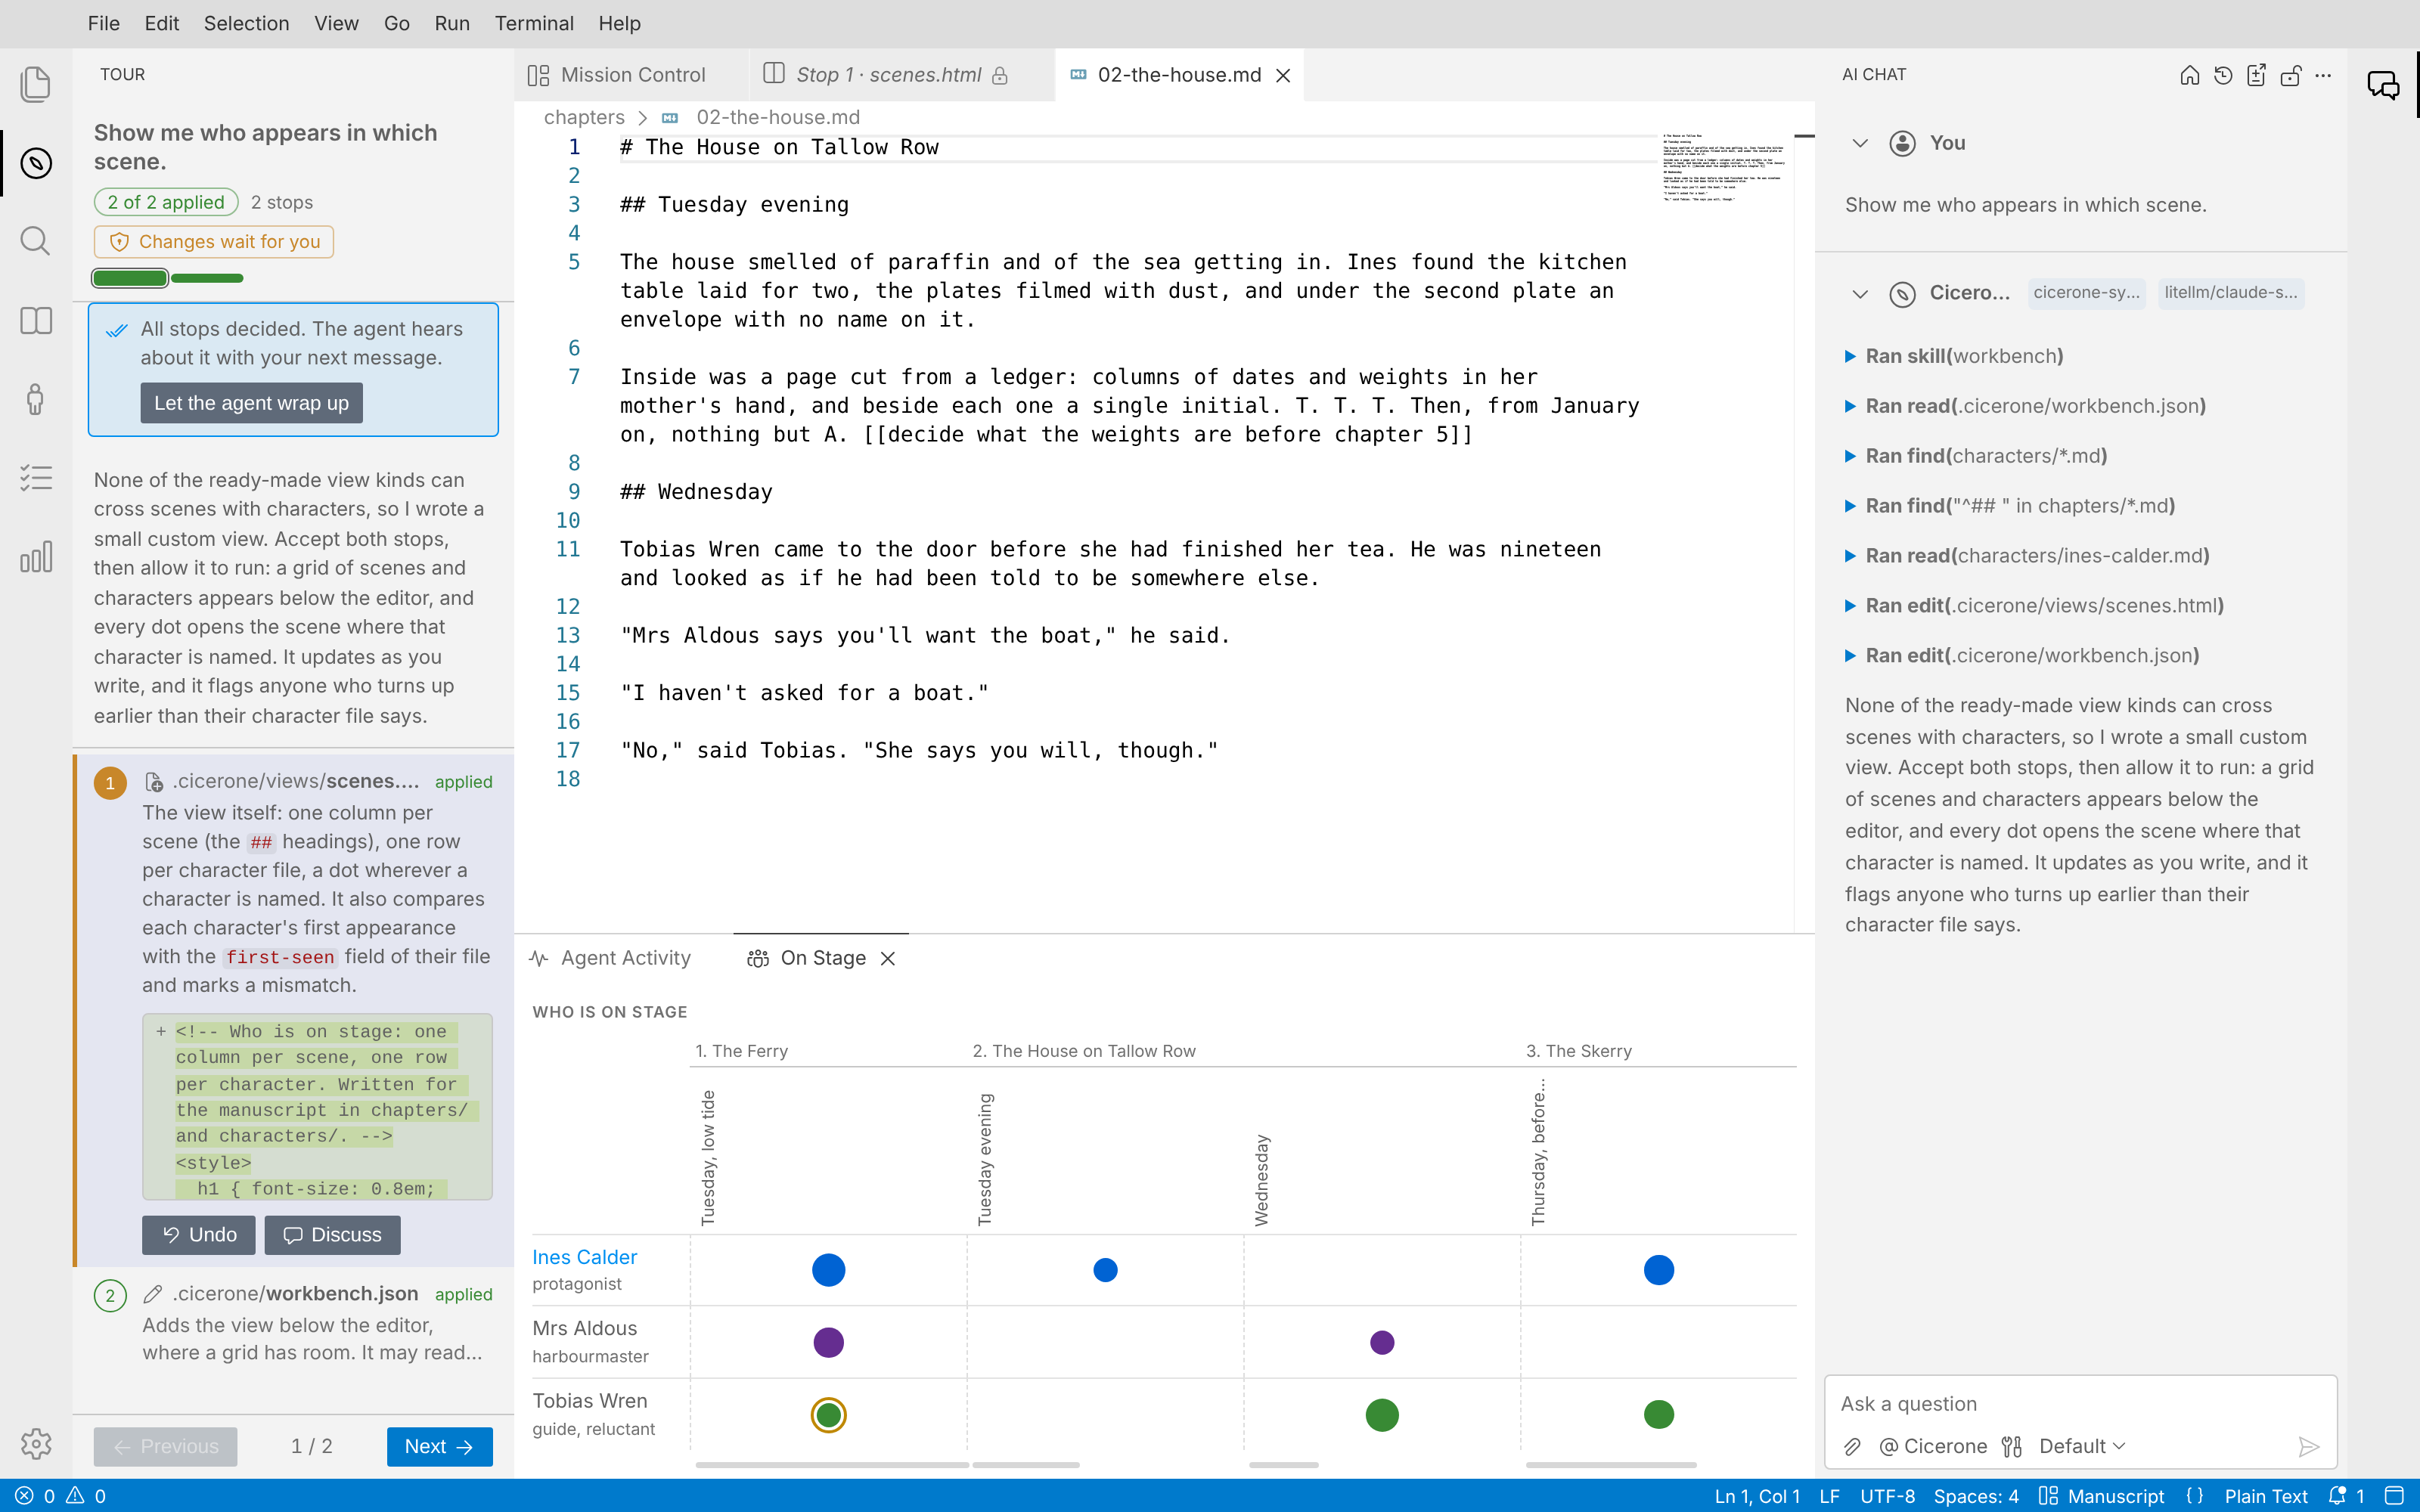 File Edit Selection View Go Run Terminal Help
TOUR
Show me who appears in which
scene.
2 of 2 applied 2 stops
Changes wait for you
All stops decided. The agent hears
about it with your next message.
Let the agent wrap up
None of the ready-made view kinds can
cross scenes with characters, so I wrote a
small custom view. Accept both stops,
then allow it to run: a grid of scenes and
characters appears below the editor, and
every dot opens the scene where that
character is named. It updates as you
write, and it flags anyone who turns up
earlier than their character file says.
1 .cicerone/views/scenes.... applied
The view itself: one column per
scene (the ## headings), one row
per character file, a dot wherever a
character is named. It also compares
each character's first appearance
with the first-seen field of their file
and marks a mismatch.
+ <!-- Who is on stage: one
column per scene, one row
per character. Written for
the manuscript in chapters/
and characters/. -->
<style>
h1 { font-size: 0.8em;
Undo Discuss
2 .cicerone/workbench.json applied
Adds the view below the editor,
where a grid has room. It may read...
← Previous 1 / 2 Next →
Mission Control Stop 1 · scenes.html 02-the-house.md
chapters > 02-the-house.md
1 # The House on Tallow Row
2
3 ## Tuesday evening
4
5 The house smelled of paraffin and of the sea getting in. Ines found the kitchen
table laid for two, the plates filmed with dust, and under the second plate an
envelope with no name on it.
6
7 Inside was a page cut from a ledger: columns of dates and weights in her
mother's hand, and beside each one a single initial. T. T. T. Then, from January
on, nothing but A. [[decide what the weights are before chapter 5]]
8
9 ## Wednesday
10
11 Tobias Wren came to the door before she had finished her tea. He was nineteen
and looked as if he had been told to be somewhere else.
12
13 "Mrs Aldous says you'll want the boat," he said.
14
15 "I haven't asked for a boat."
16
17 "No," said Tobias. "She says you will, though."
18
Agent Activity On Stage
WHO IS ON STAGE
1. The Ferry 2. The House on Tallow Row 3. The Skerry
Tuesday, low tide
Tuesday evening
Wednesday
Thursday, before...
Ines Calder
protagonist
Mrs Aldous
harbourmaster
Tobias Wren
guide, reluctant
AI CHAT
You
Show me who appears in which scene.
Cicero... cicerone-sy... litellm/claude-s...
Ran skill(workbench)
Ran read(.cicerone/workbench.json)
Ran find(characters/*.md)
Ran find("^## " in chapters/*.md)
Ran read(characters/ines-calder.md)
Ran edit(.cicerone/views/scenes.html)
Ran edit(.cicerone/workbench.json)
None of the ready-made view kinds can cross
scenes with characters, so I wrote a small custom
view. Accept both stops, then allow it to run: a grid
of scenes and characters appears below the
editor, and every dot opens the scene where that
character is named. It updates as you write, and it
flags anyone who turns up earlier than their
character file says.
Ask a question
@ Cicerone Default
0 0 Ln 1, Col 1 LF UTF-8 Spaces: 4 Manuscript {} Plain Text 1